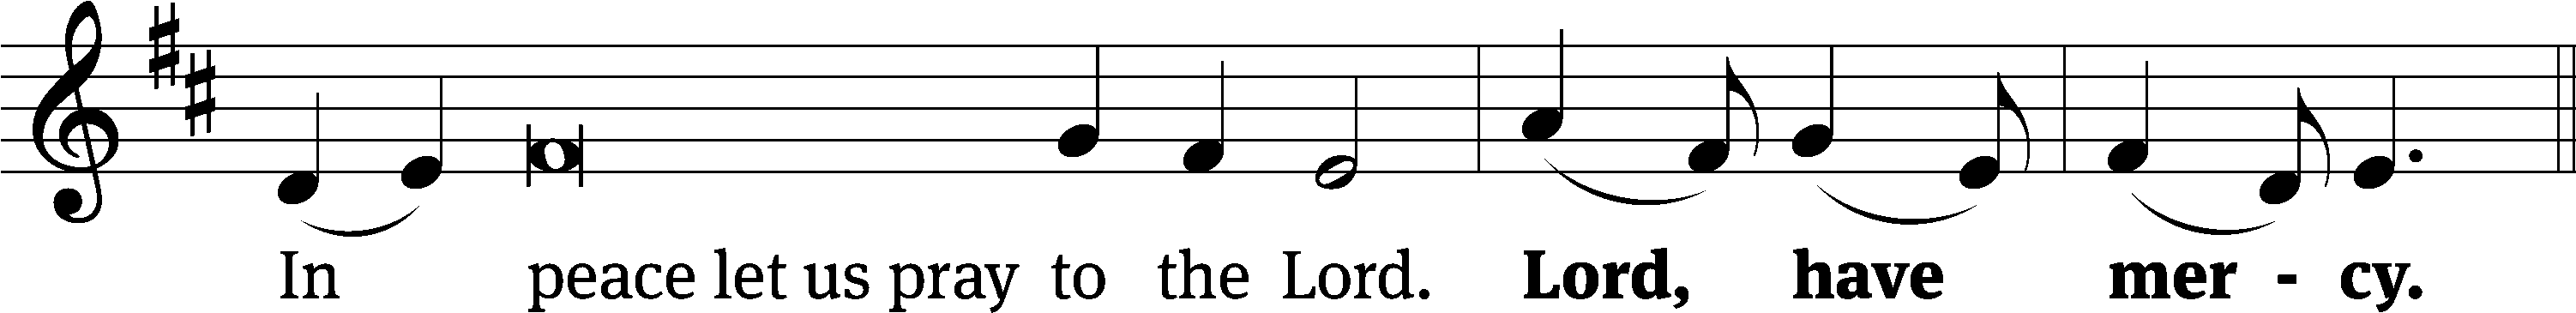 In peace let us pray to the Lord. Lord, have mer - cy.